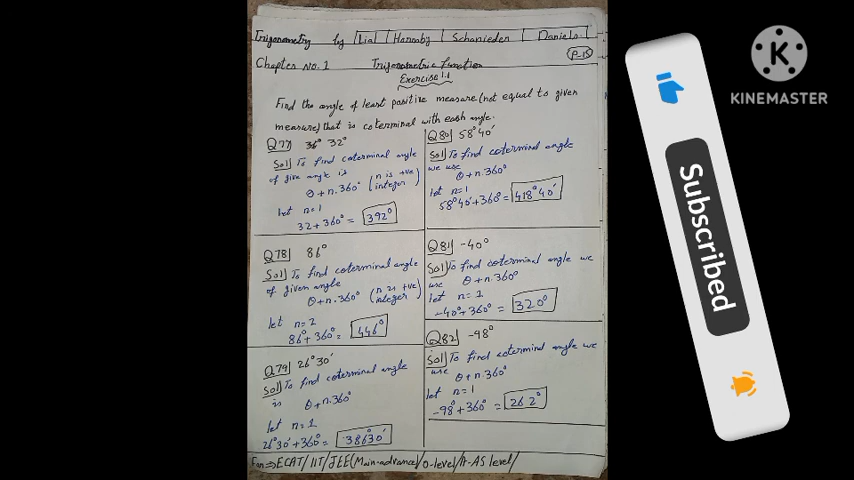 Trigonometry by Lial Hornsby Schanieder Daniels
P-15
Chapter No. 1 Trigonometric function
Exercise 1.1
Find the angle of least positive measure (not equal to given
measure) that is coterminal with each angle.
Q77 32°
Sol To find coterminal angle
of give angle is
θ+n.360° (n is +ve integer)
let n=1
32+360° = 392°
Q78 86°
Sol To find coterminal angle
of given angle
θ+n.360° (n is +ve integer)
let n=2
86°+360°= 446°
Q79 26°30'
Sol To find coterminal angle
is
θ+n.360°
let n=1
26°30'+360°= 386°30'
Q80 58°40'
Sol To find coterminal angle
we use
θ+n.360°
let n=1
58°40'+360°= 418°40'
Q81 -40°
Sol To find coterminal angle we
use θ+n.360°
let n=1
-40°+360° = 320°
Q82 -98°
Sol To find coterminal angle we
use
θ+n.360°
let n=1
-98°+360° = 262°
For⇒ECAT/IIT/JEE(Main-advance)/O-level/A-AS level/
K
KINEMASTER
Subscribed